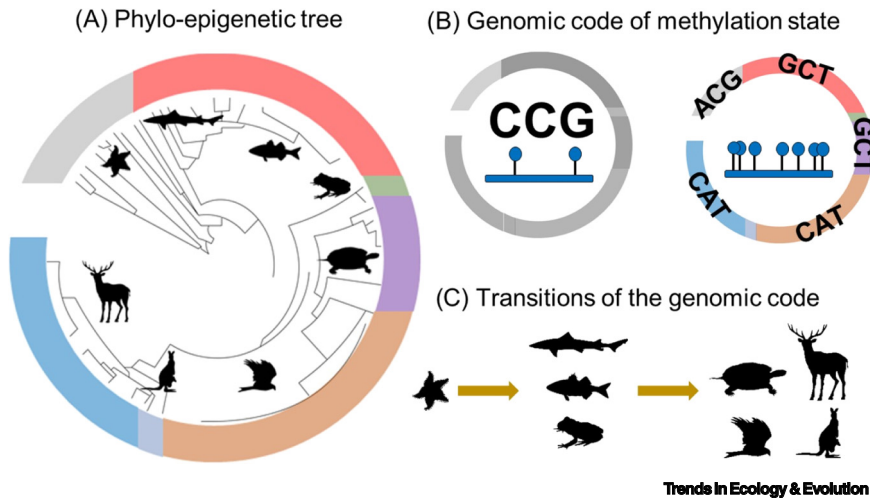 (A) Phylo-epigenetic tree
(B) Genomic code of methylation state
CCG
ACG
GCT
GCT
CAT
CAT
(C) Transitions of the genomic code
Trends in Ecology & Evolution